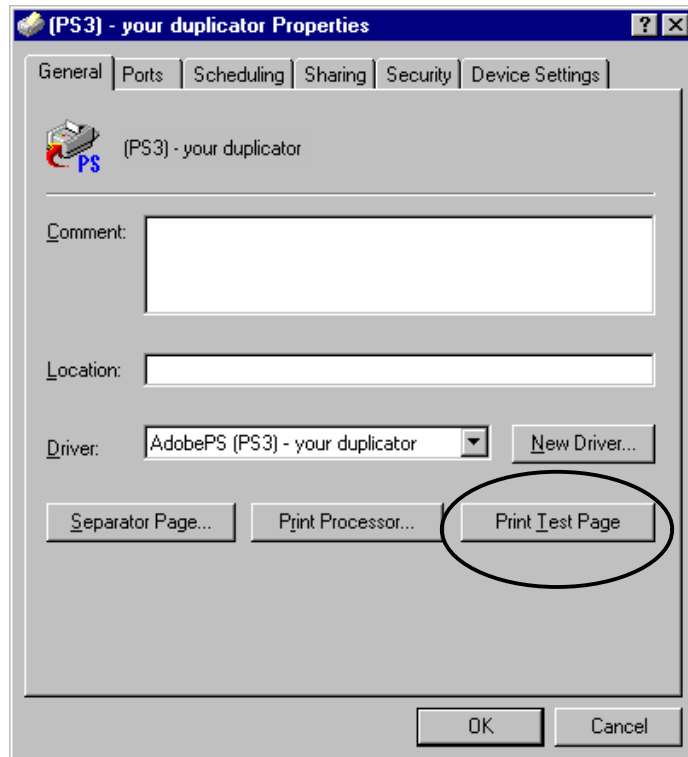 (PS3) - your duplicator Properties ? X
General Ports Scheduling Sharing Security Device Settings
PS (PS3) - your duplicator
Comment:
Location:
Driver: AdobePS (PS3) - your duplicator New Driver...
Separator Page... Print Processor... Print Test Page
OK Cancel